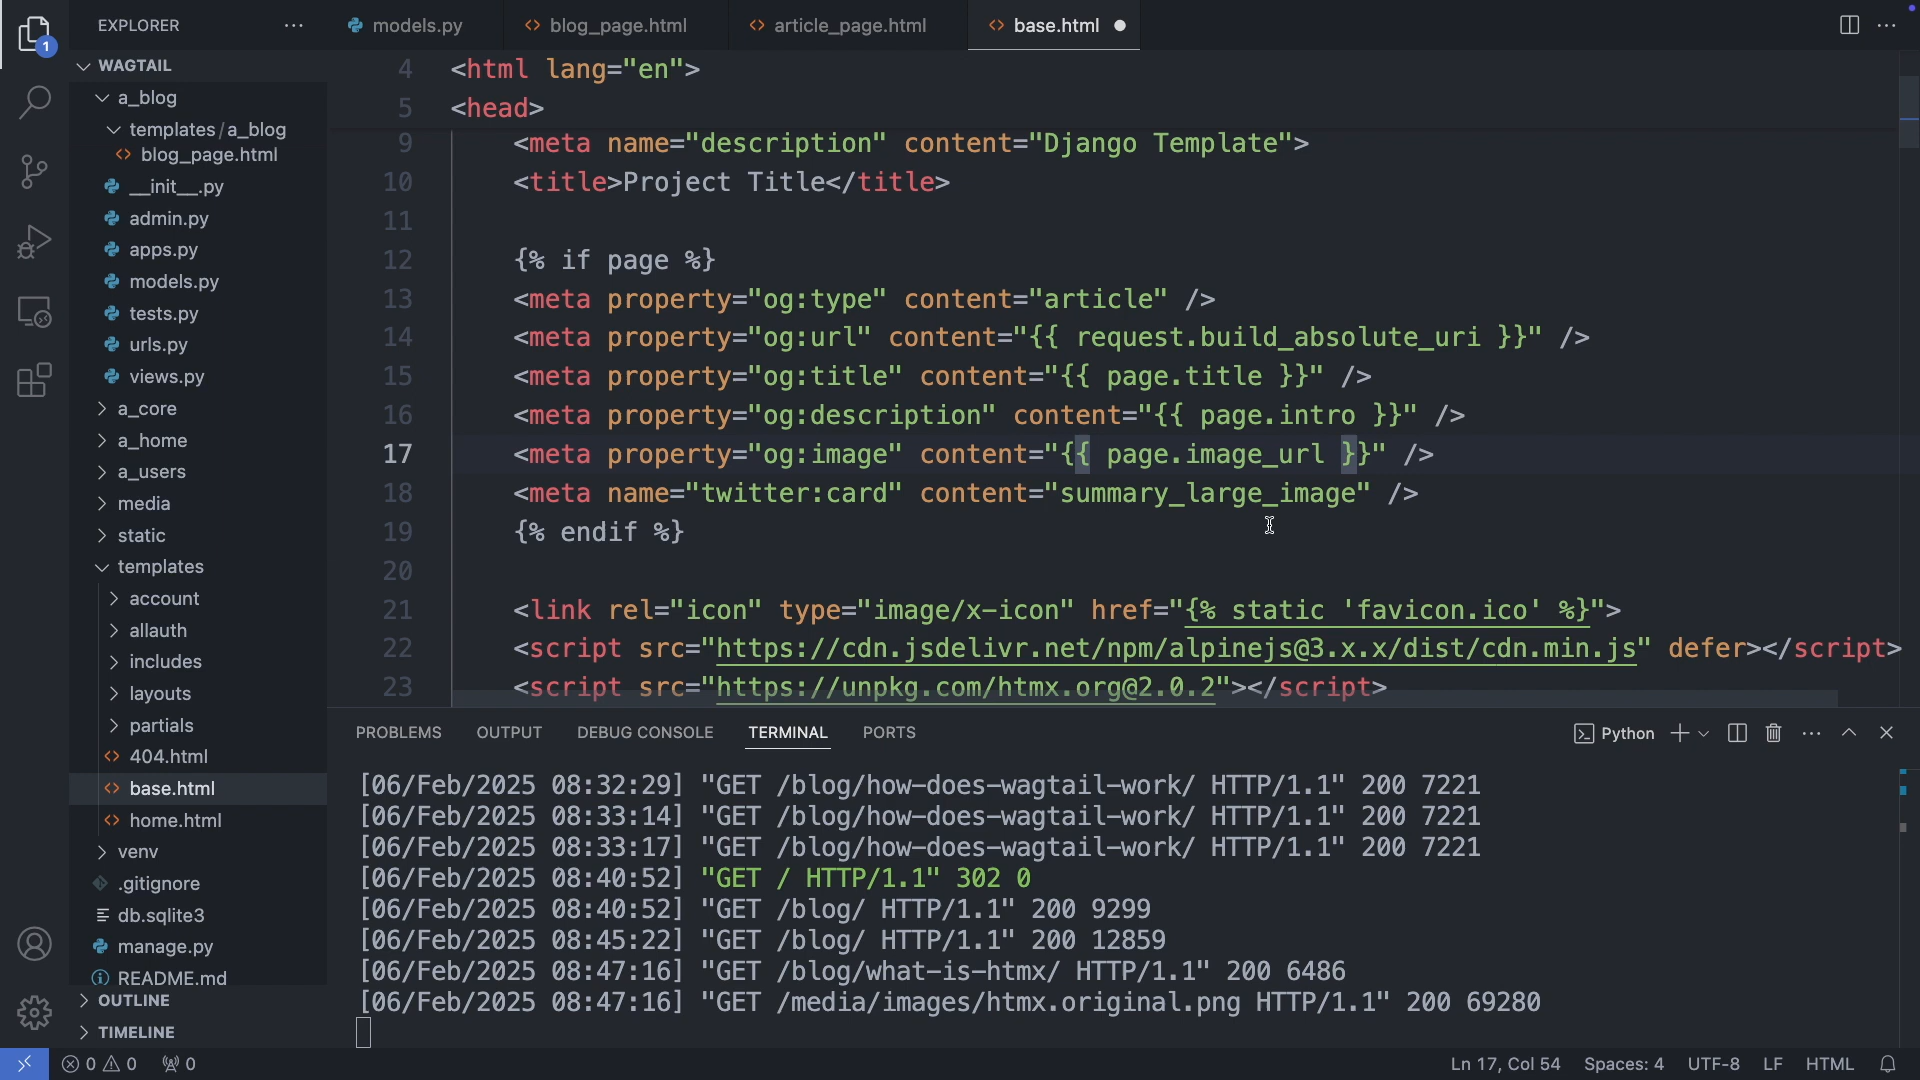 EXPLORER
WAGTAIL
a_blog
templates/a_blog
blog_page.html
__init__.py
admin.py
apps.py
models.py
tests.py
urls.py
views.py
a_core
a_home
a_users
media
static
templates
account
allauth
includes
layouts
partials
404.html
base.html
home.html
venv
.gitignore
db.sqlite3
manage.py
README.md
OUTLINE
TIMELINE
1
models.py
blog_page.html
article_page.html
base.html
4 <html lang="en">
5 <head>
9 <meta name="description" content="Django Template">
10 <title>Project Title</title>
11
12 {% if page %}
13 <meta property="og:type" content="article" />
14 <meta property="og:url" content="{{ request.build_absolute_uri }}" />
15 <meta property="og:title" content="{{ page.title }}" />
16 <meta property="og:description" content="{{ page.intro }}" />
17 <meta property="og:image" content="{{ page.image_url }}" />
18 <meta name="twitter:card" content="summary_large_image" />
19 {% endif %}
20
21 <link rel="icon" type="image/x-icon" href="{% static 'favicon.ico' %}">
22 <script src="https://cdn.jsdelivr.net/npm/alpinejs@3.x.x/dist/cdn.min.js" defer></script>
23 <script src="https://unpkg.com/htmx.org@2.0.2"></script>
PROBLEMS OUTPUT DEBUG CONSOLE TERMINAL PORTS
Python
[06/Feb/2025 08:32:29] "GET /blog/how-does-wagtail-work/ HTTP/1.1" 200 7221
[06/Feb/2025 08:33:14] "GET /blog/how-does-wagtail-work/ HTTP/1.1" 200 7221
[06/Feb/2025 08:33:17] "GET /blog/how-does-wagtail-work/ HTTP/1.1" 200 7221
[06/Feb/2025 08:40:52] "GET / HTTP/1.1" 302 0
[06/Feb/2025 08:40:52] "GET /blog/ HTTP/1.1" 200 9299
[06/Feb/2025 08:45:22] "GET /blog/ HTTP/1.1" 200 12859
[06/Feb/2025 08:47:16] "GET /blog/what-is-htmx/ HTTP/1.1" 200 6486
[06/Feb/2025 08:47:16] "GET /media/images/htmx.original.png HTTP/1.1" 200 69280
0 0 0
Ln 17, Col 54 Spaces: 4 UTF-8 LF HTML